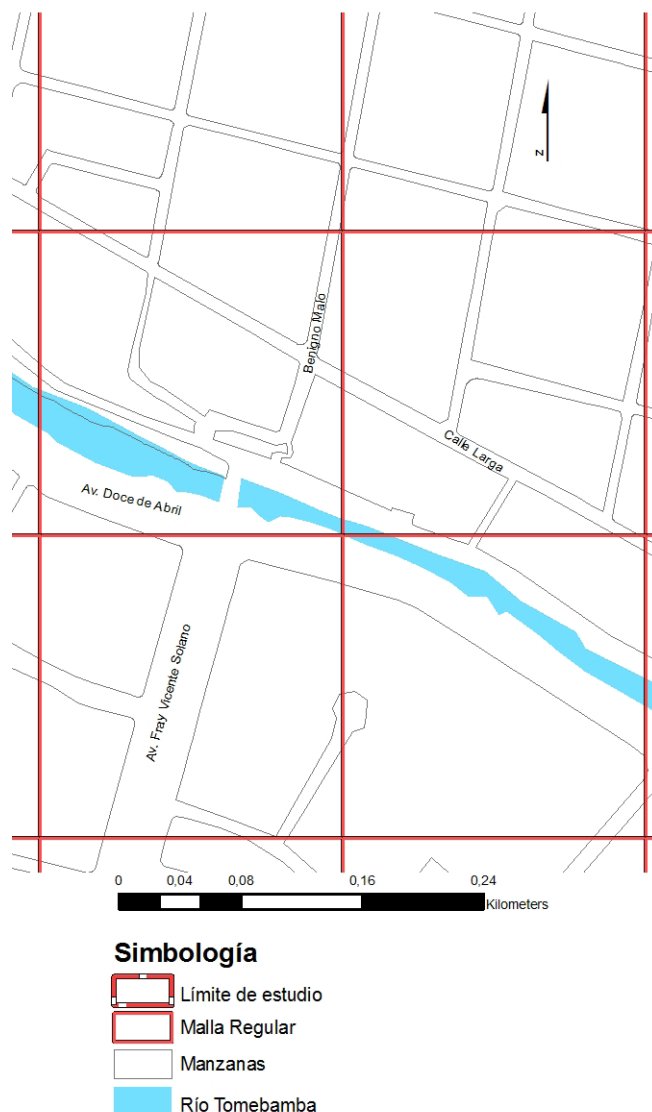 z
Benigno Malo
Calle Larga
Av. Doce de Abril
Av. Fray Vicente Solano
0 0,04 0,08 0,16 0,24
Kilometers
Simbología
Límite de estudio
Malla Regular
Manzanas
Río Tomebamba